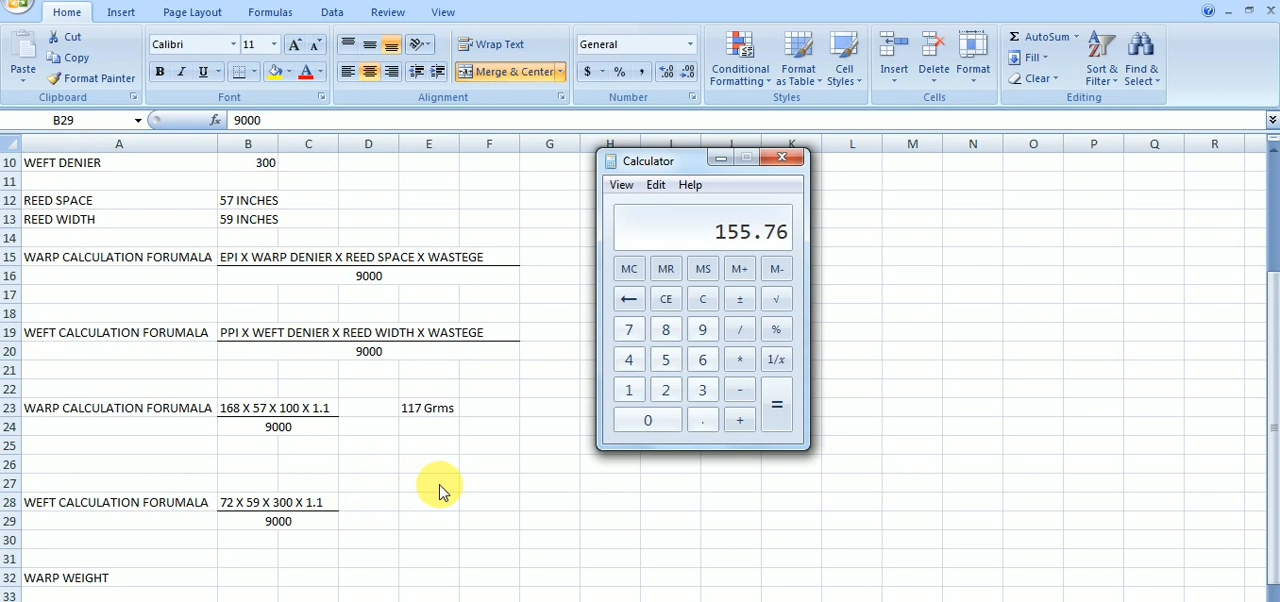 Home Insert Page Layout Formulas Data Review View
Paste
Cut
Copy
Format Painter
Clipboard
Calibri 11
B I U
Font
Wrap Text
Merge & Center
Alignment
General
$ % ,
Number
Conditional Formatting
Format as Table
Cell Styles
Styles
Insert Delete Format
Cells
Σ AutoSum
Fill
Clear
Sort & Filter
Find & Select
Editing
B29 fx 9000
A B C D E F G H I J K L M N O P Q R
10 WEFT DENIER 300
11
12 REED SPACE 57 INCHES
13 REED WIDTH 59 INCHES
14
15 WARP CALCULATION FORUMALA EPI X WARP DENIER X REED SPACE X WASTEGE
16 9000
17
18
19 WEFT CALCULATION FORUMALA PPI X WEFT DENIER X REED WIDTH X WASTEGE
20 9000
21
22
23 WARP CALCULATION FORUMALA 168 X 57 X 100 X 1.1 117 Grms
24 9000
25
26
27
28 WEFT CALCULATION FORUMALA 72 X 59 X 300 X 1.1
29 9000
30
31
32 WARP WEIGHT
33
Calculator
View Edit Help
155.76
MC MR MS M+ M-
← CE C ± √
7 8 9 / %
4 5 6 * 1/x
1 2 3 - =
0 . +